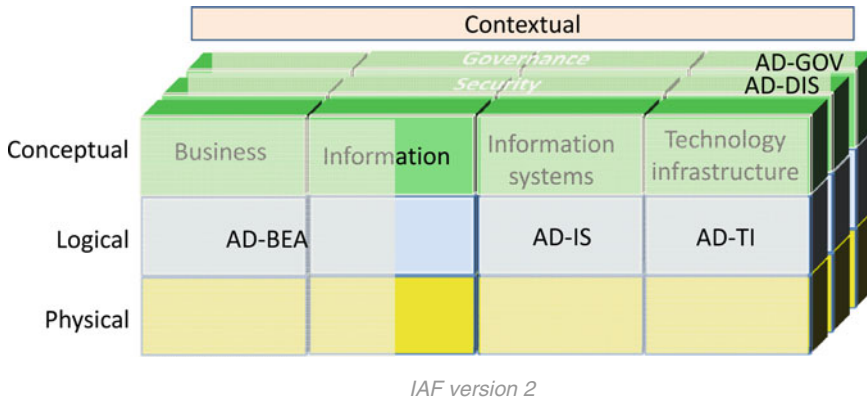 Contextual
Governance
AD-GOV
Security
AD-DIS
Conceptual
Business
Information
Information
systems
Technology
infrastructure
Logical
AD-BEA
AD-IS
AD-TI
Physical
IAF version 2